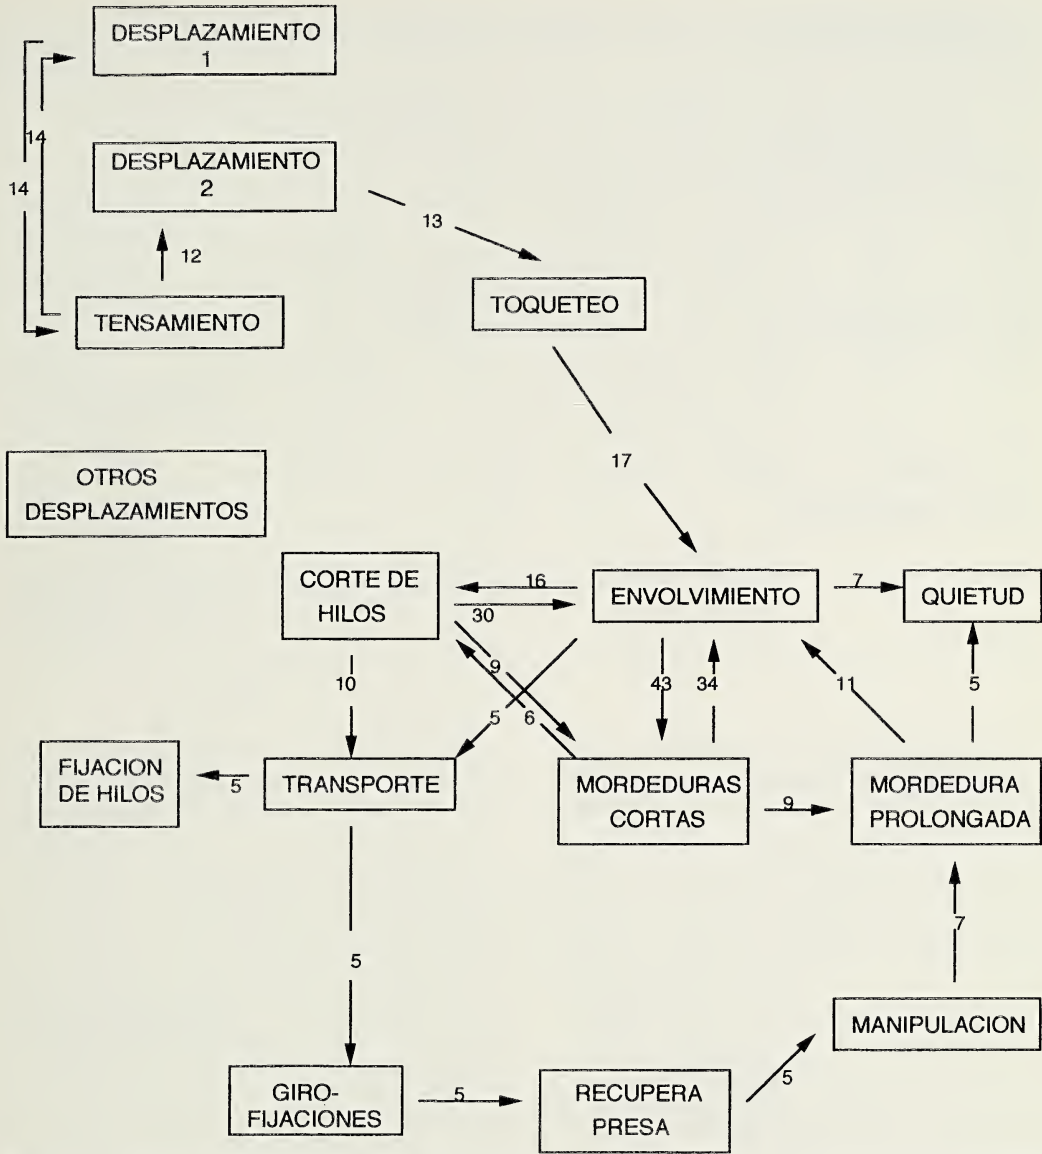 DESPLAZAMIENTO
1
14
DESPLAZAMIENTO
2
14
13
12
TOQUETEO
TENSAMIENTO
17
OTROS
DESPLAZAMIENTOS
CORTE DE
HILOS
16
30
ENVOLVIMIENTO
7
QUIETUD
10
9
5
6
43
34
11
5
FIJACION
DE HILOS
5
TRANSPORTE
MORDEDURAS
CORTAS
9
MORDEDURA
PROLONGADA
7
5
MANIPULACION
GIRO-
FIJACIONES
5
RECUPERA
PRESA
5